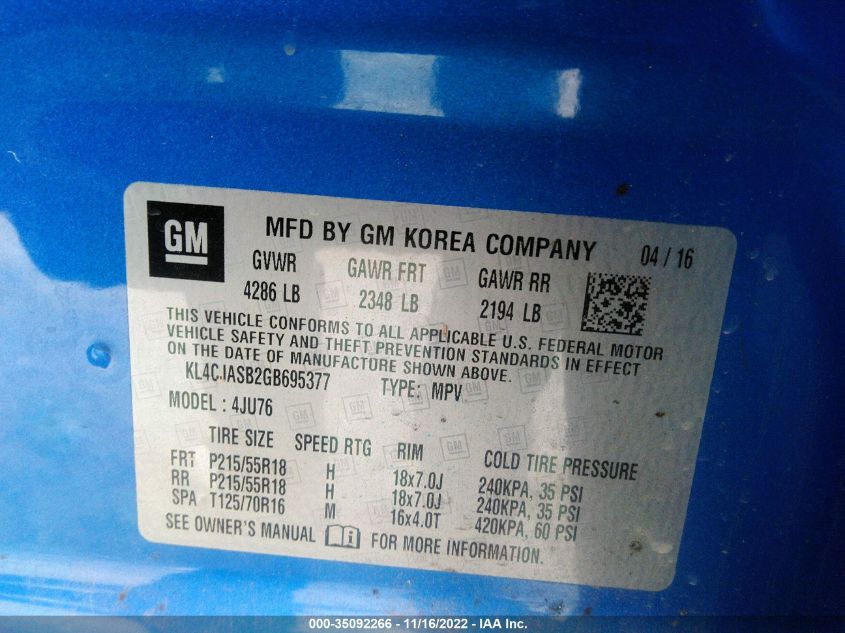 GM MFD BY GM KOREA COMPANY 04 / 16
GVWR GAWR FRT GAWR RR
4286 LB 2348 LB 2194 LB
THIS VEHICLE CONFORMS TO ALL APPLICABLE U.S. FEDERAL MOTOR
VEHICLE SAFETY AND THEFT PREVENTION STANDARDS IN EFFECT
ON THE DATE OF MANUFACTURE SHOWN ABOVE.
KL4CJASB2GB695377 TYPE: MPV
MODEL: 4JU76
TIRE SIZE SPEED RTG RIM COLD TIRE PRESSURE
FRT P215/55R18 H 18x7.0J 240KPA, 35 PSI
RR P215/55R18 H 18x7.0J 240KPA, 35 PSI
SPA T125/70R16 M 16x4.0T 420KPA, 60 PSI
SEE OWNER'S MANUAL FOR MORE INFORMATION.
000-35092266 - 11/16/2022 - IAA Inc.